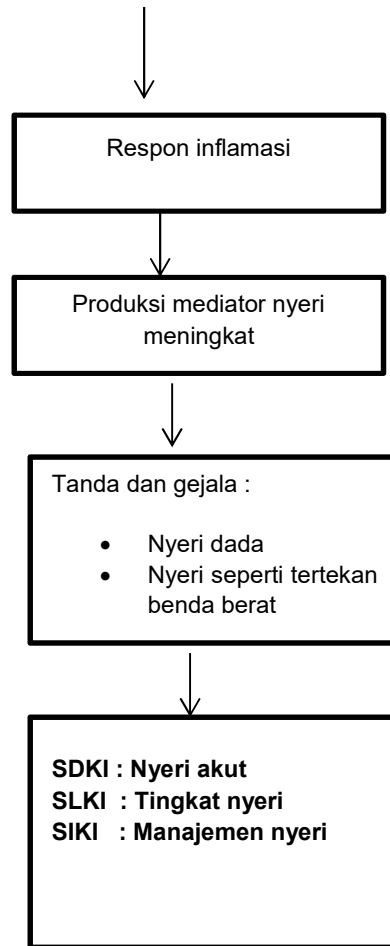 Respon inflamasi
Produksi mediator nyeri
meningkat
Tanda dan gejala :
• Nyeri dada
• Nyeri seperti tertekan
benda berat
SDKI : Nyeri akut
SLKI : Tingkat nyeri
SIKI : Manajemen nyeri